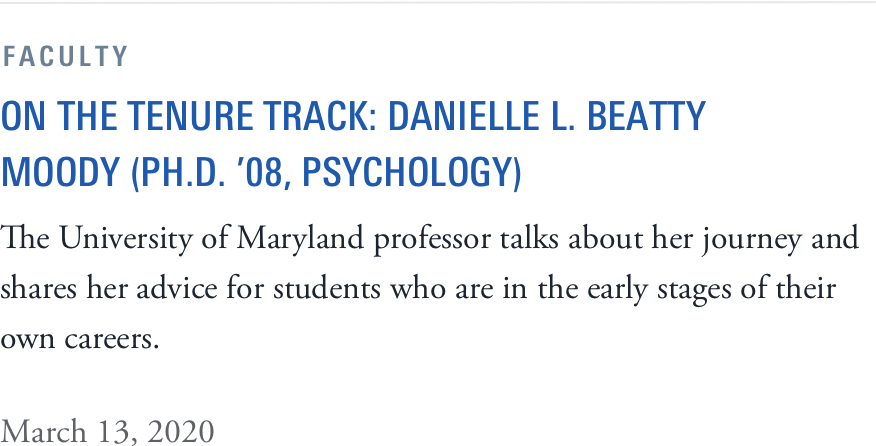 FACULTY
ON THE TENURE TRACK: DANIELLE L. BEATTY
MOODY (PH.D. ’08, PSYCHOLOGY)
The University of Maryland professor talks about her journey and
shares her advice for students who are in the early stages of their
own careers.
March 13, 2020